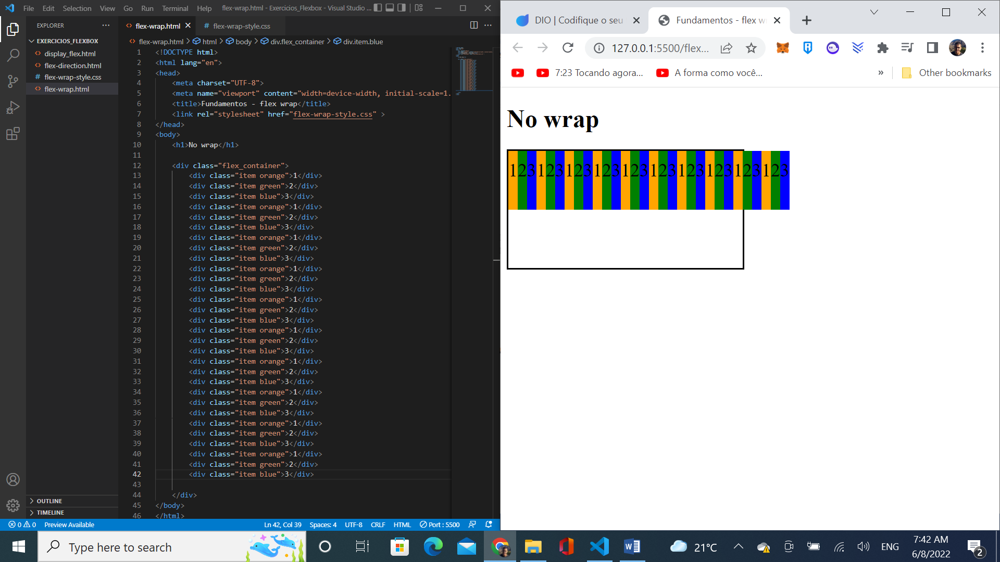 File Edit Selection View Go Run Terminal Help flex-wrap.html - Exercicios_Flexbox - Visual Studio ...
EXPLORER
EXERCICIOS_FLEXBOX
display_flex.html
flex-direction.html
# flex-wrap-style.css
flex-wrap.html
OUTLINE
TIMELINE
flex-wrap.html # flex-wrap-style.css
flex-wrap.html > html > body > div.flex_container > div.item.blue
1 <!DOCTYPE html>
2 <html lang="en">
3 <head>
4 <meta charset="UTF-8">
5 <meta name="viewport" content="width=device-width, initial-scale=1.
6 <title>Fundamentos - flex wrap</title>
7 <link rel="stylesheet" href="flex-wrap-style.css" >
8 </head>
9 <body>
10 <h1>No wrap</h1>
11
12 <div class="flex_container">
13 <div class="item orange">1</div>
14 <div class="item green">2</div>
15 <div class="item blue">3</div>
16 <div class="item orange">1</div>
17 <div class="item green">2</div>
18 <div class="item blue">3</div>
19 <div class="item orange">1</div>
20 <div class="item green">2</div>
21 <div class="item blue">3</div>
22 <div class="item orange">1</div>
23 <div class="item green">2</div>
24 <div class="item blue">3</div>
25 <div class="item orange">1</div>
26 <div class="item green">2</div>
27 <div class="item blue">3</div>
28 <div class="item orange">1</div>
29 <div class="item green">2</div>
30 <div class="item blue">3</div>
31 <div class="item orange">1</div>
32 <div class="item green">2</div>
33 <div class="item blue">3</div>
34 <div class="item orange">1</div>
35 <div class="item green">2</div>
36 <div class="item blue">3</div>
37 <div class="item orange">1</div>
38 <div class="item green">2</div>
39 <div class="item blue">3</div>
40 <div class="item orange">1</div>
41 <div class="item green">2</div>
42 <div class="item blue">3</div>
43
44 </div>
45 </body>
46 </html>
0 0 Preview Available Ln 42, Col 39 Spaces: 4 UTF-8 CRLF HTML Port : 5500
DIO | Codifique o seu Fundamentos - flex w
127.0.0.1:5500/flex...
7:23 Tocando agora... A forma como você... » Other bookmarks
No wrap
123123123123123123123123123123
Type here to search
21°C ENG
7:42 AM
6/8/2022
2